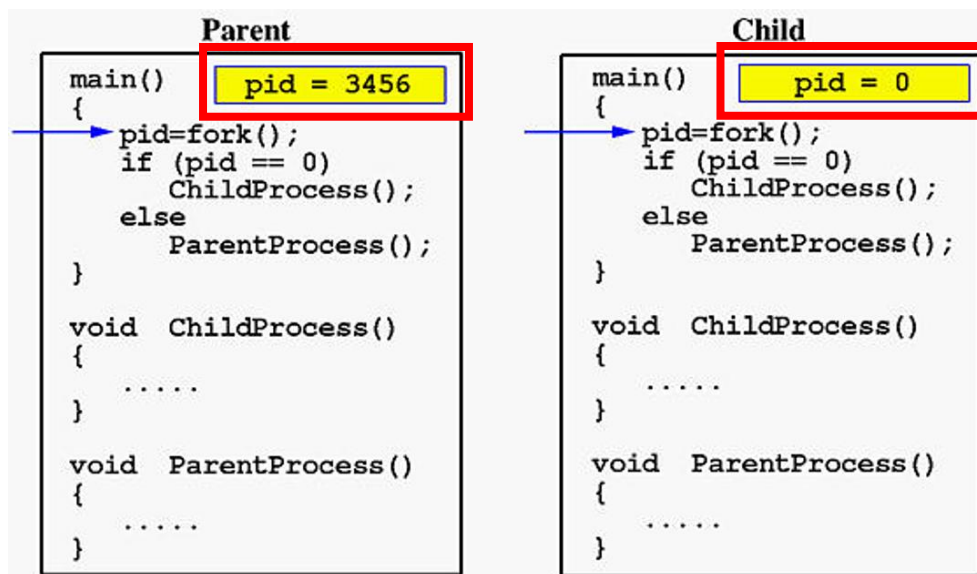 Parent
main()
pid = 3456
{
pid=fork();
if (pid == 0)
ChildProcess();
else
ParentProcess();
}
void ChildProcess()
{
.....
}
void ParentProcess()
{
.....
}
Child
main()
pid = 0
{
pid=fork();
if (pid == 0)
ChildProcess();
else
ParentProcess();
}
void ChildProcess()
{
.....
}
void ParentProcess()
{
.....
}